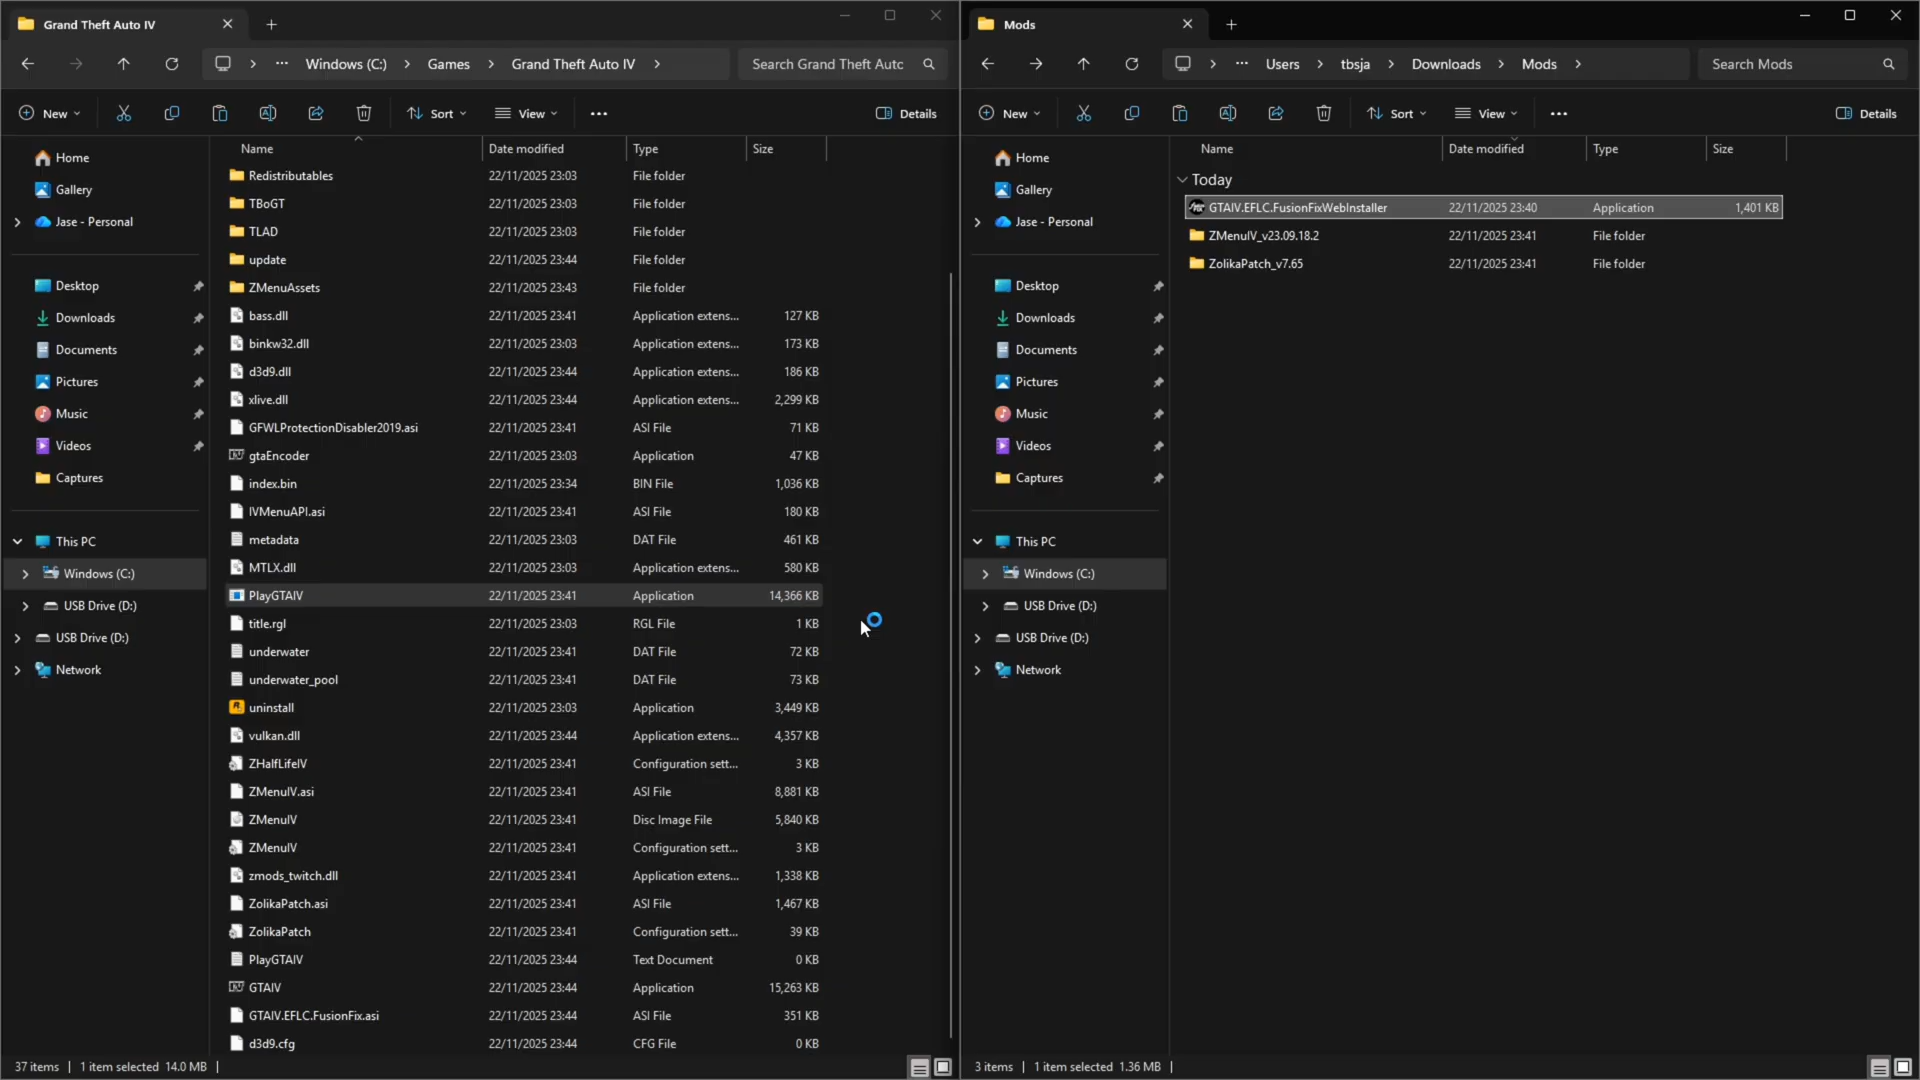 Grand Theft Auto IV
Windows (C:) Games Grand Theft Auto IV
Search Grand Theft Autc
New Sort View Details
Home
Gallery
Jase - Personal
Desktop
Downloads
Documents
Pictures
Music
Videos
Captures
This PC
Windows (C:)
USB Drive (D:)
USB Drive (D:)
Network
Name Date modified Type Size
Redistributables 22/11/2025 23:03 File folder
TBoGT 22/11/2025 23:03 File folder
TLAD 22/11/2025 23:03 File folder
update 22/11/2025 23:44 File folder
ZMenuAssets 22/11/2025 23:43 File folder
bass.dll 22/11/2025 23:41 Application extens... 127 KB
binkw32.dll 22/11/2025 23:03 Application extens... 173 KB
d3d9.dll 22/11/2025 23:44 Application extens... 186 KB
xlive.dll 22/11/2025 23:44 Application extens... 2,299 KB
GFWLProtectionDisabler2019.asi 22/11/2025 23:41 ASI File 71 KB
gtaEncoder 22/11/2025 23:03 Application 47 KB
index.bin 22/11/2025 23:34 BIN File 1,036 KB
IVMenuAPI.asi 22/11/2025 23:41 ASI File 180 KB
metadata 22/11/2025 23:03 DAT File 461 KB
MTLX.dll 22/11/2025 23:03 Application extens... 580 KB
PlayGTAIV 22/11/2025 23:41 Application 14,366 KB
title.rgl 22/11/2025 23:03 RGL File 1 KB
underwater 22/11/2025 23:41 DAT File 72 KB
underwater_pool 22/11/2025 23:41 DAT File 73 KB
uninstall 22/11/2025 23:03 Application 3,449 KB
vulkan.dll 22/11/2025 23:44 Application extens... 4,357 KB
ZHalfLifeIV 22/11/2025 23:41 Configuration sett... 3 KB
ZMenuIV.asi 22/11/2025 23:41 ASI File 8,881 KB
ZMenuIV 22/11/2025 23:41 Disc Image File 5,840 KB
ZMenuIV 22/11/2025 23:41 Configuration sett... 3 KB
zmods_twitch.dll 22/11/2025 23:41 Application extens... 1,338 KB
ZolikaPatch.asi 22/11/2025 23:41 ASI File 1,467 KB
ZolikaPatch 22/11/2025 23:41 Configuration sett... 39 KB
PlayGTAIV 22/11/2025 23:44 Text Document 0 KB
GTAIV 22/11/2025 23:44 Application 15,263 KB
GTAIV.EFLC.FusionFix.asi 22/11/2025 23:44 ASI File 351 KB
d3d9.cfg 22/11/2025 23:44 CFG File 0 KB
37 items 1 item selected 14.0 MB
Mods
Users tbsja Downloads Mods
Search Mods
New Sort View Details
Home
Gallery
Jase - Personal
Desktop
Downloads
Documents
Pictures
Music
Videos
Captures
This PC
Windows (C:)
USB Drive (D:)
USB Drive (D:)
Network
Name Date modified Type Size
Today
GTAIV.EFLC.FusionFixWebInstaller 22/11/2025 23:40 Application 1,401 KB
ZMenuIV_v23.09.18.2 22/11/2025 23:41 File folder
ZolikaPatch_v7.65 22/11/2025 23:41 File folder
3 items 1 item selected 1.36 MB